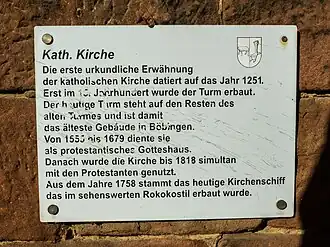 Kath. Kirche
Die erste urkundliche Erwähnung
der katholischen Kirche datiert auf das Jahr 1251.
Erst im 15. Jahrhundert wurde der Turm erbaut.
Der heutige Turm steht auf den Resten des
alten Turmes und ist damit
das älteste Gebäude in Böbingen.
Von 1556 bis 1679 diente sie
als protestantisches Gotteshaus.
Danach wurde die Kirche bis 1818 simultan
mit den Protestanten genutzt.
Aus dem Jahre 1758 stammt das heutige Kirchenschiff
das im sehenswerten Rokokostil erbaut wurde.